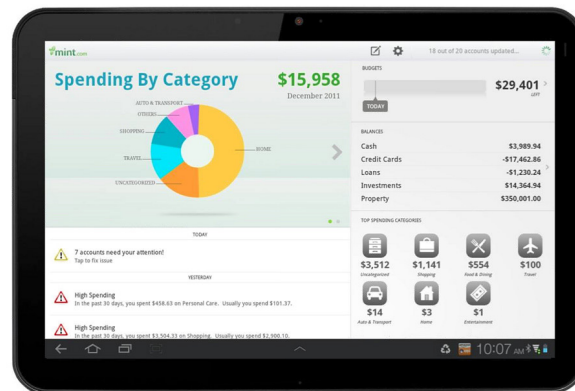 mint.com
18 out of 20 accounts updated...
Spending By Category
$15,958
December 2011
AUTO & TRANSPORT
OTHERS
SHOPPING
TRAVEL
UNCATEGORIZED
HOME
BUDGETS
$29,401
LEFT
TODAY
BALANCES
Cash $3,989.94
Credit Cards -$17,462.86
Loans -$1,230.24
Investments $14,364.94
Property $350,001.00
TODAY
7 accounts need your attention!
Tap to fix issue
YESTERDAY
High Spending
In the past 30 days, you spent $458.63 on Personal Care. Usually you spend $101.37.
High Spending
In the past 30 days, you spent $3,504.33 on Shopping. Usually you spend $2,900.10.
TOP SPENDING CATEGORIES
$3,512 $1,141 $554 $100
Uncategorized Shopping Food & Dining Travel
$14 $3 $1
Auto & Transport Home Entertainment
10:07 AM